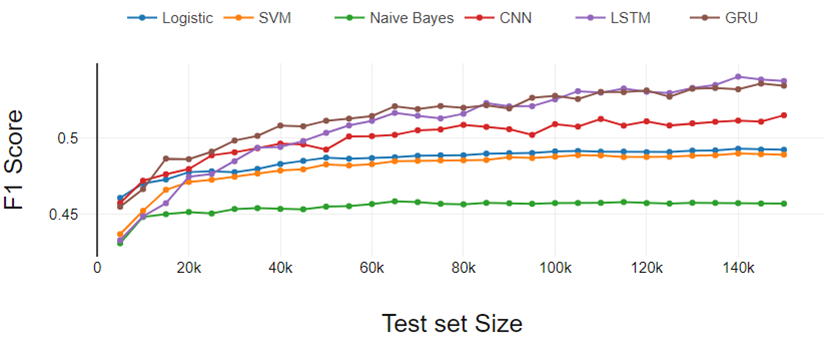 Logistic SVM Naive Bayes CNN LSTM GRU
F1 Score
0.5
0.45
0 20k 40k 60k 80k 100k 120k 140k
Test set Size